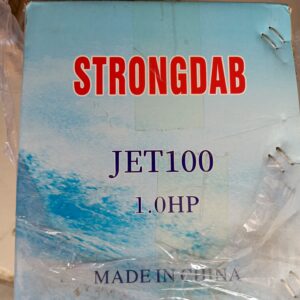 STRONGDAB
JET100
1.0HP
MADE IN CHINA